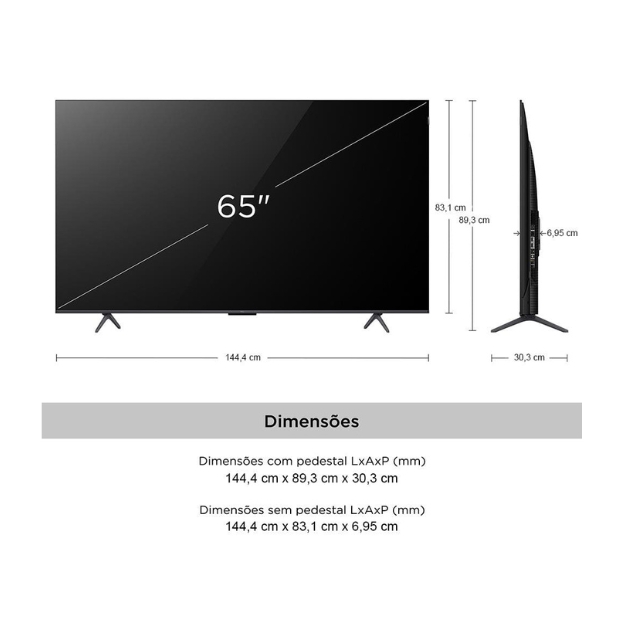 65"
83,1 cm
89,3 cm
6,95 cm
144,4 cm
30,3 cm
Dimensões
Dimensões com pedestal LxAxP (mm)
144,4 cm x 89,3 cm x 30,3 cm
Dimensões sem pedestal LxAxP (mm)
144,4 cm x 83,1 cm x 6,95 cm